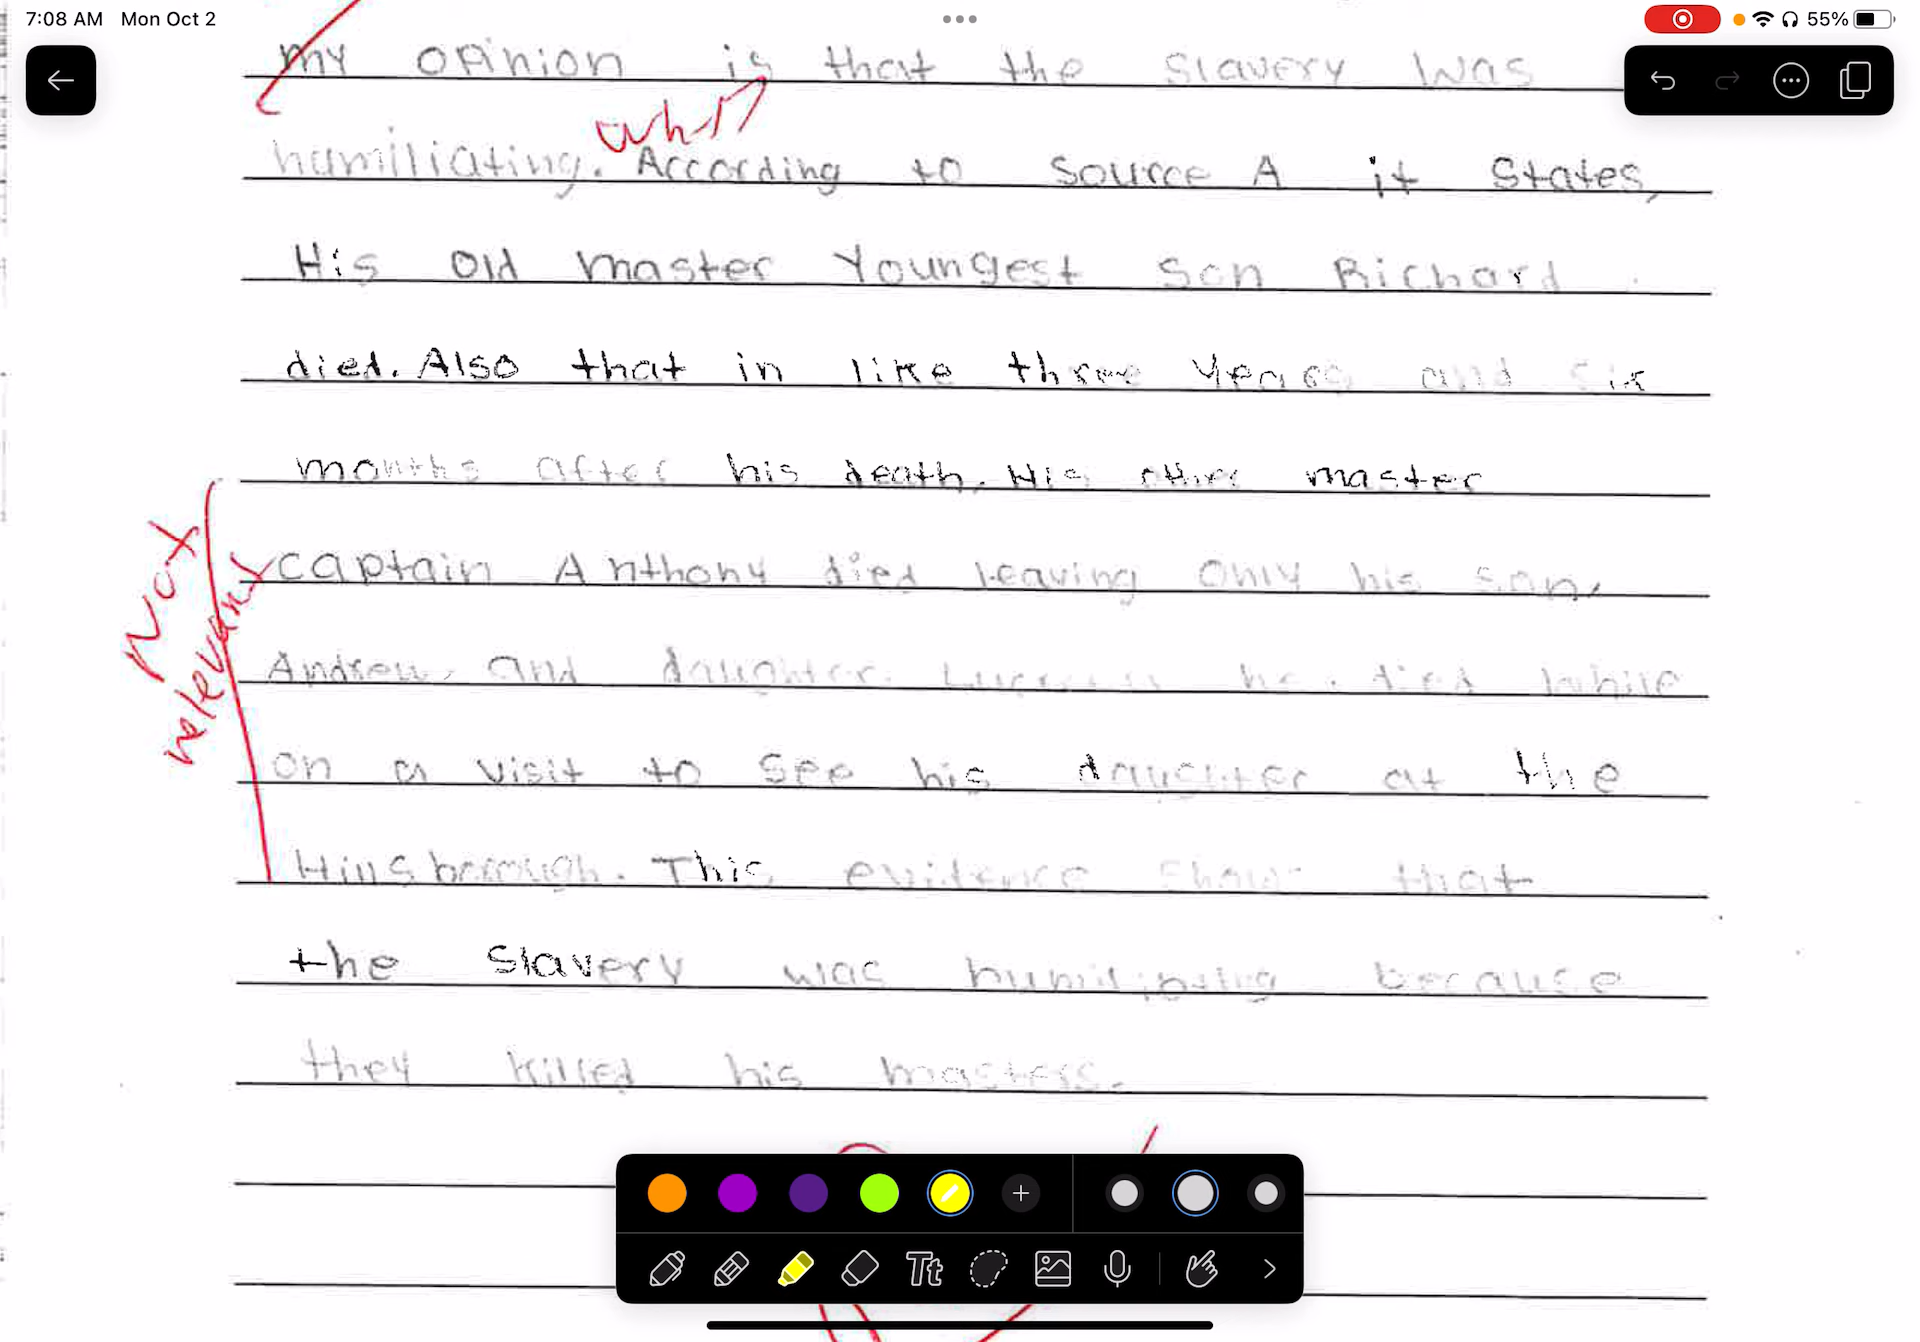 7:08 AM Mon Oct 2
55%
my opinion is that the slavery was
why
humiliating. According to Source A it States,
His Old master Youngest Son Richard
died. Also that in like three years and six
months after his death. His other master
Not relevant
captain Anthony died leaving Only his son,
Andrew, and daughter, Lucretia he died while
on a visit to see his daughter at the
Hillsborough. This evidence shows that
the Slavery was humiliating because
they killed his masters.
Tt